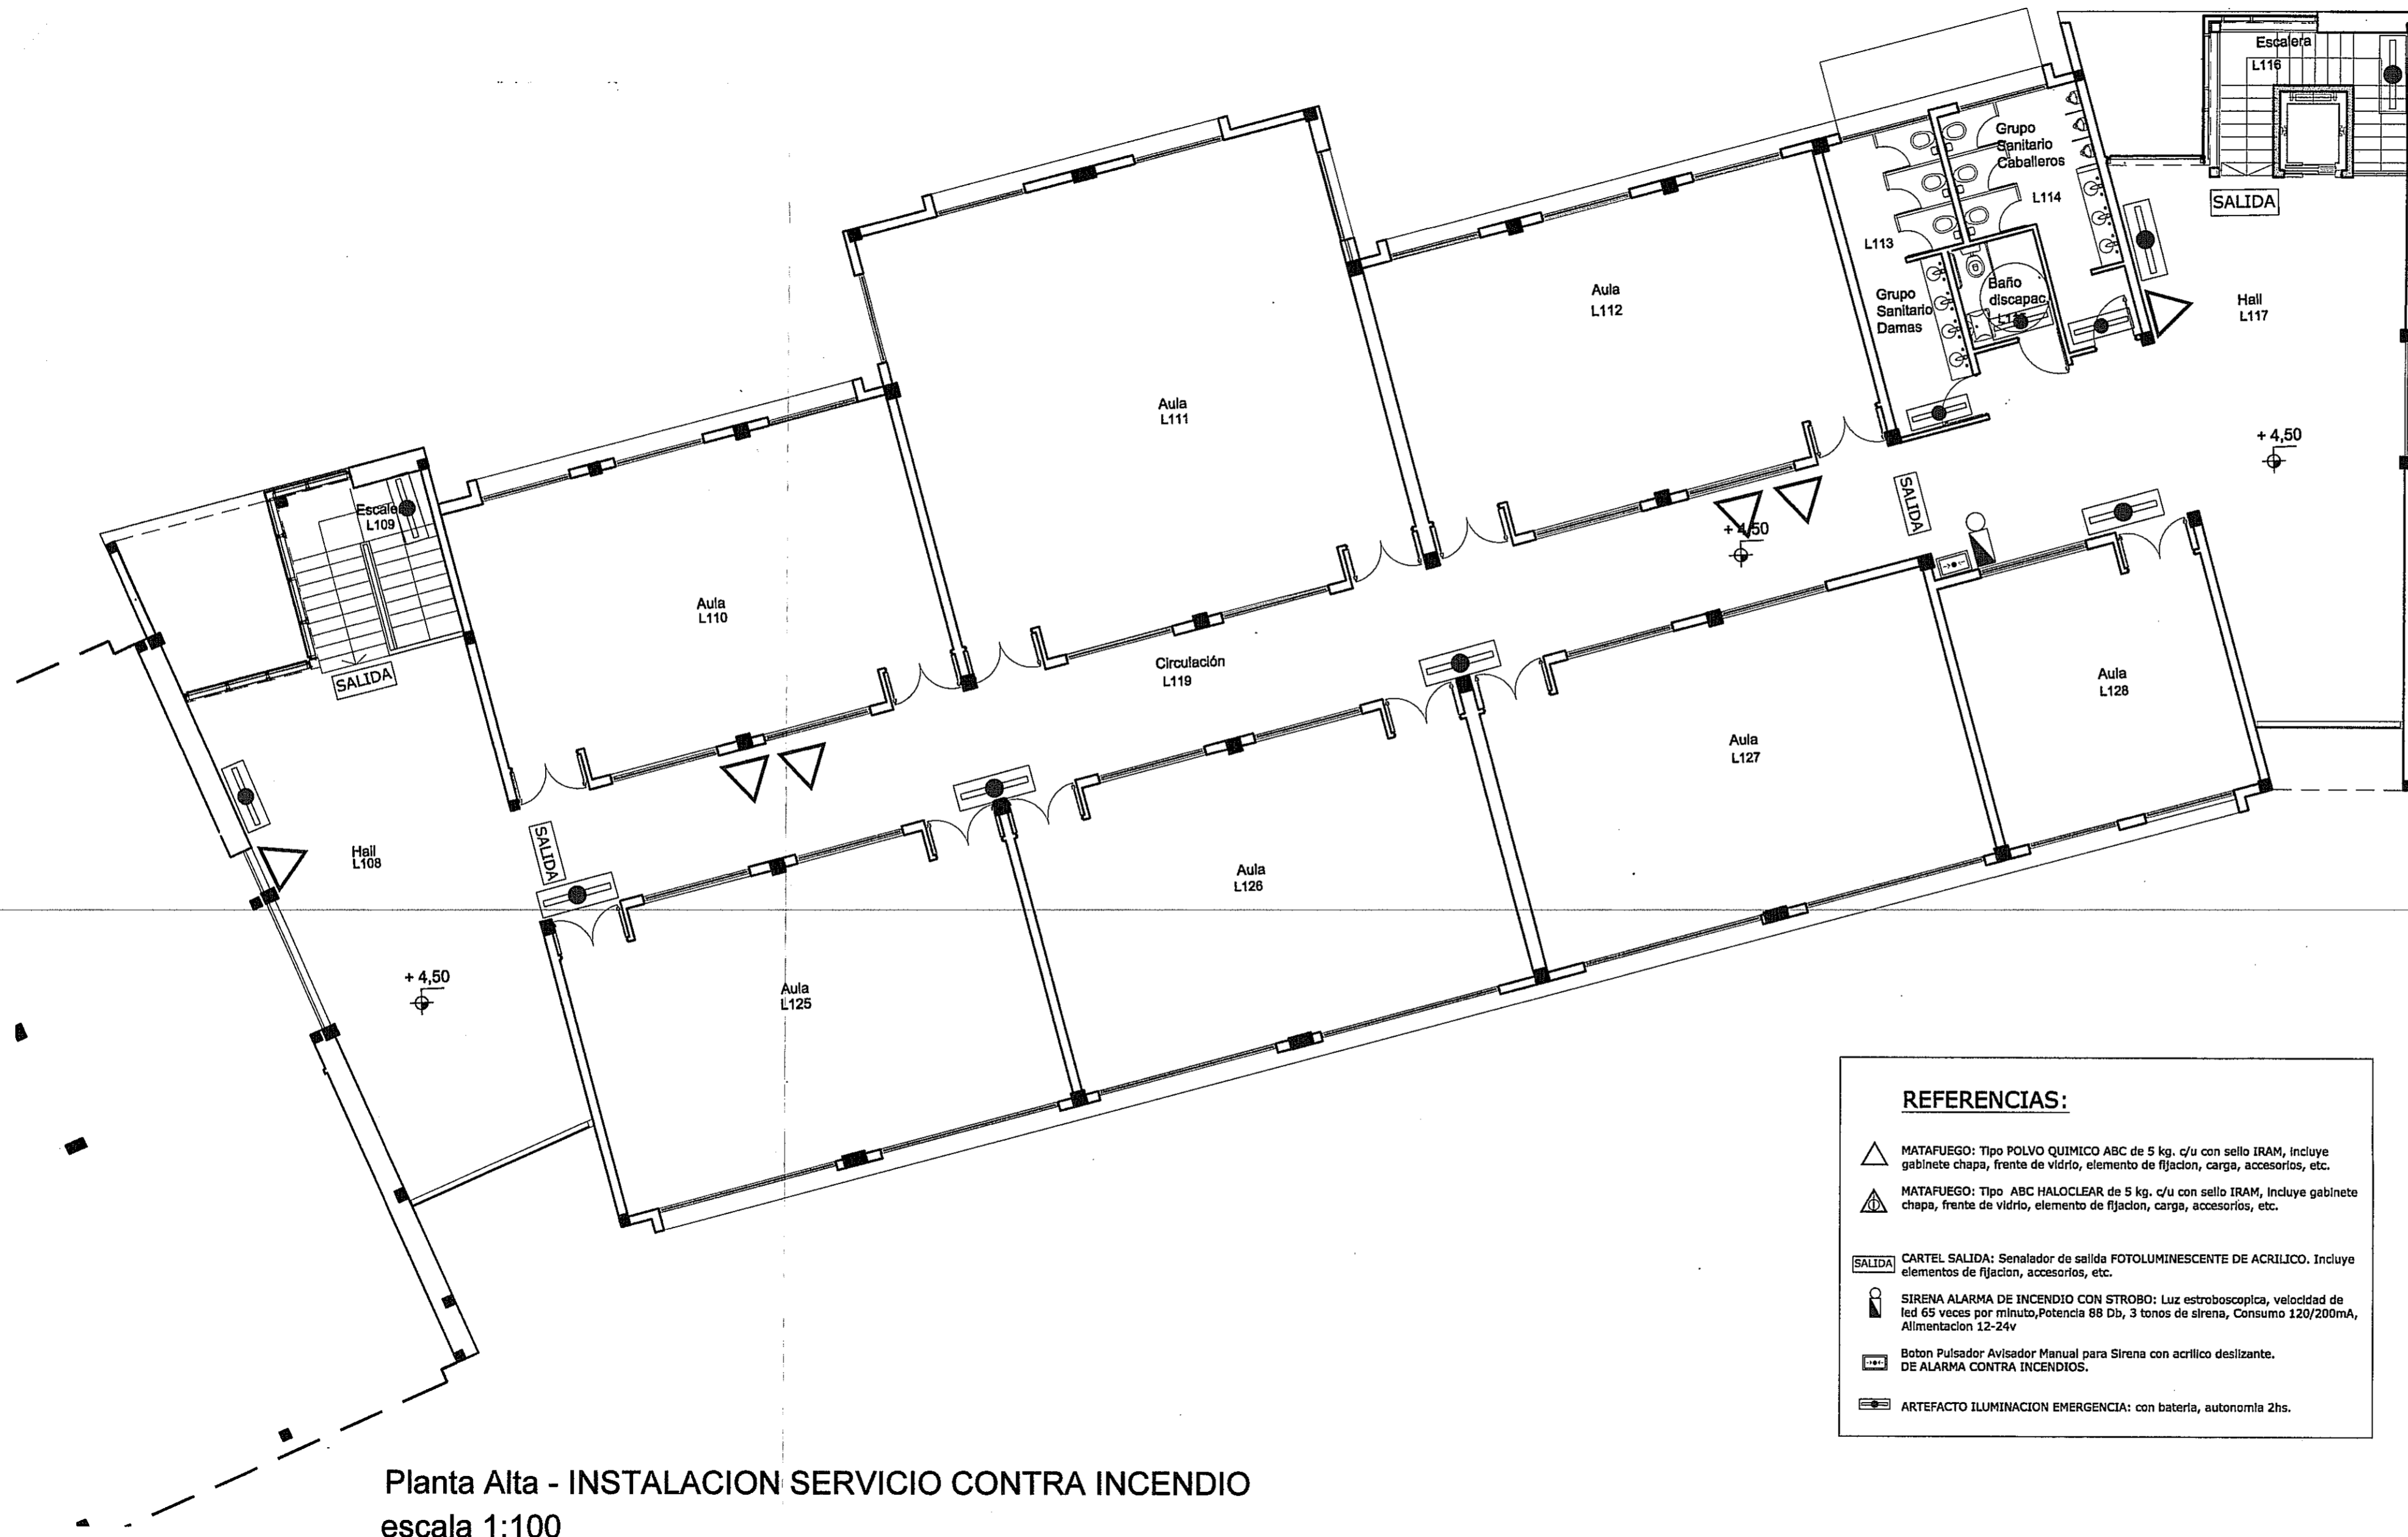 Escalera
L116
Grupo
Sanitario
Caballeros
L114
SALIDA
L113
Baño
discapac.
Grupo
Sanitario
Damas
Hall
L117
Aula
L112
Aula
L111
+ 4,50
SALIDA
+ 4,50
L109
Aula
L110
Circulación
L119
SALIDA
Aula
L128
Aula
L127
SALIDA
Hall
L108
Aula
L126
+ 4,50
Aula
L125
REFERENCIAS:
MATAFUEGO: Tipo POLVO QUIMICO ABC de 5 kg. c/u con sello IRAM, incluye
gabinete chapa, frente de vidrio, elemento de fijacion, carga, accesorios, etc.
MATAFUEGO: Tipo ABC HALOCLEAR de 5 kg. c/u con sello IRAM, incluye gabinete
chapa, frente de vidrio, elemento de fijacion, carga, accesorios, etc.
SALIDA
CARTEL SALIDA: Senalador de salida FOTOLUMINESCENTE DE ACRILICO. Incluye
elementos de fijacion, accesorios, etc.
SIRENA ALARMA DE INCENDIO CON STROBO: Luz estroboscopica, velocidad de
led 65 veces por minuto,Potencia 88 Db, 3 tonos de sirena, Consumo 120/200mA,
Alimentacion 12-24v
Boton Pulsador Avisador Manual para Sirena con acrilico deslizante.
DE ALARMA CONTRA INCENDIOS.
ARTEFACTO ILUMINACION EMERGENCIA: con bateria, autonomia 2hs.
Planta Alta - INSTALACION SERVICIO CONTRA INCENDIO
escala 1:100